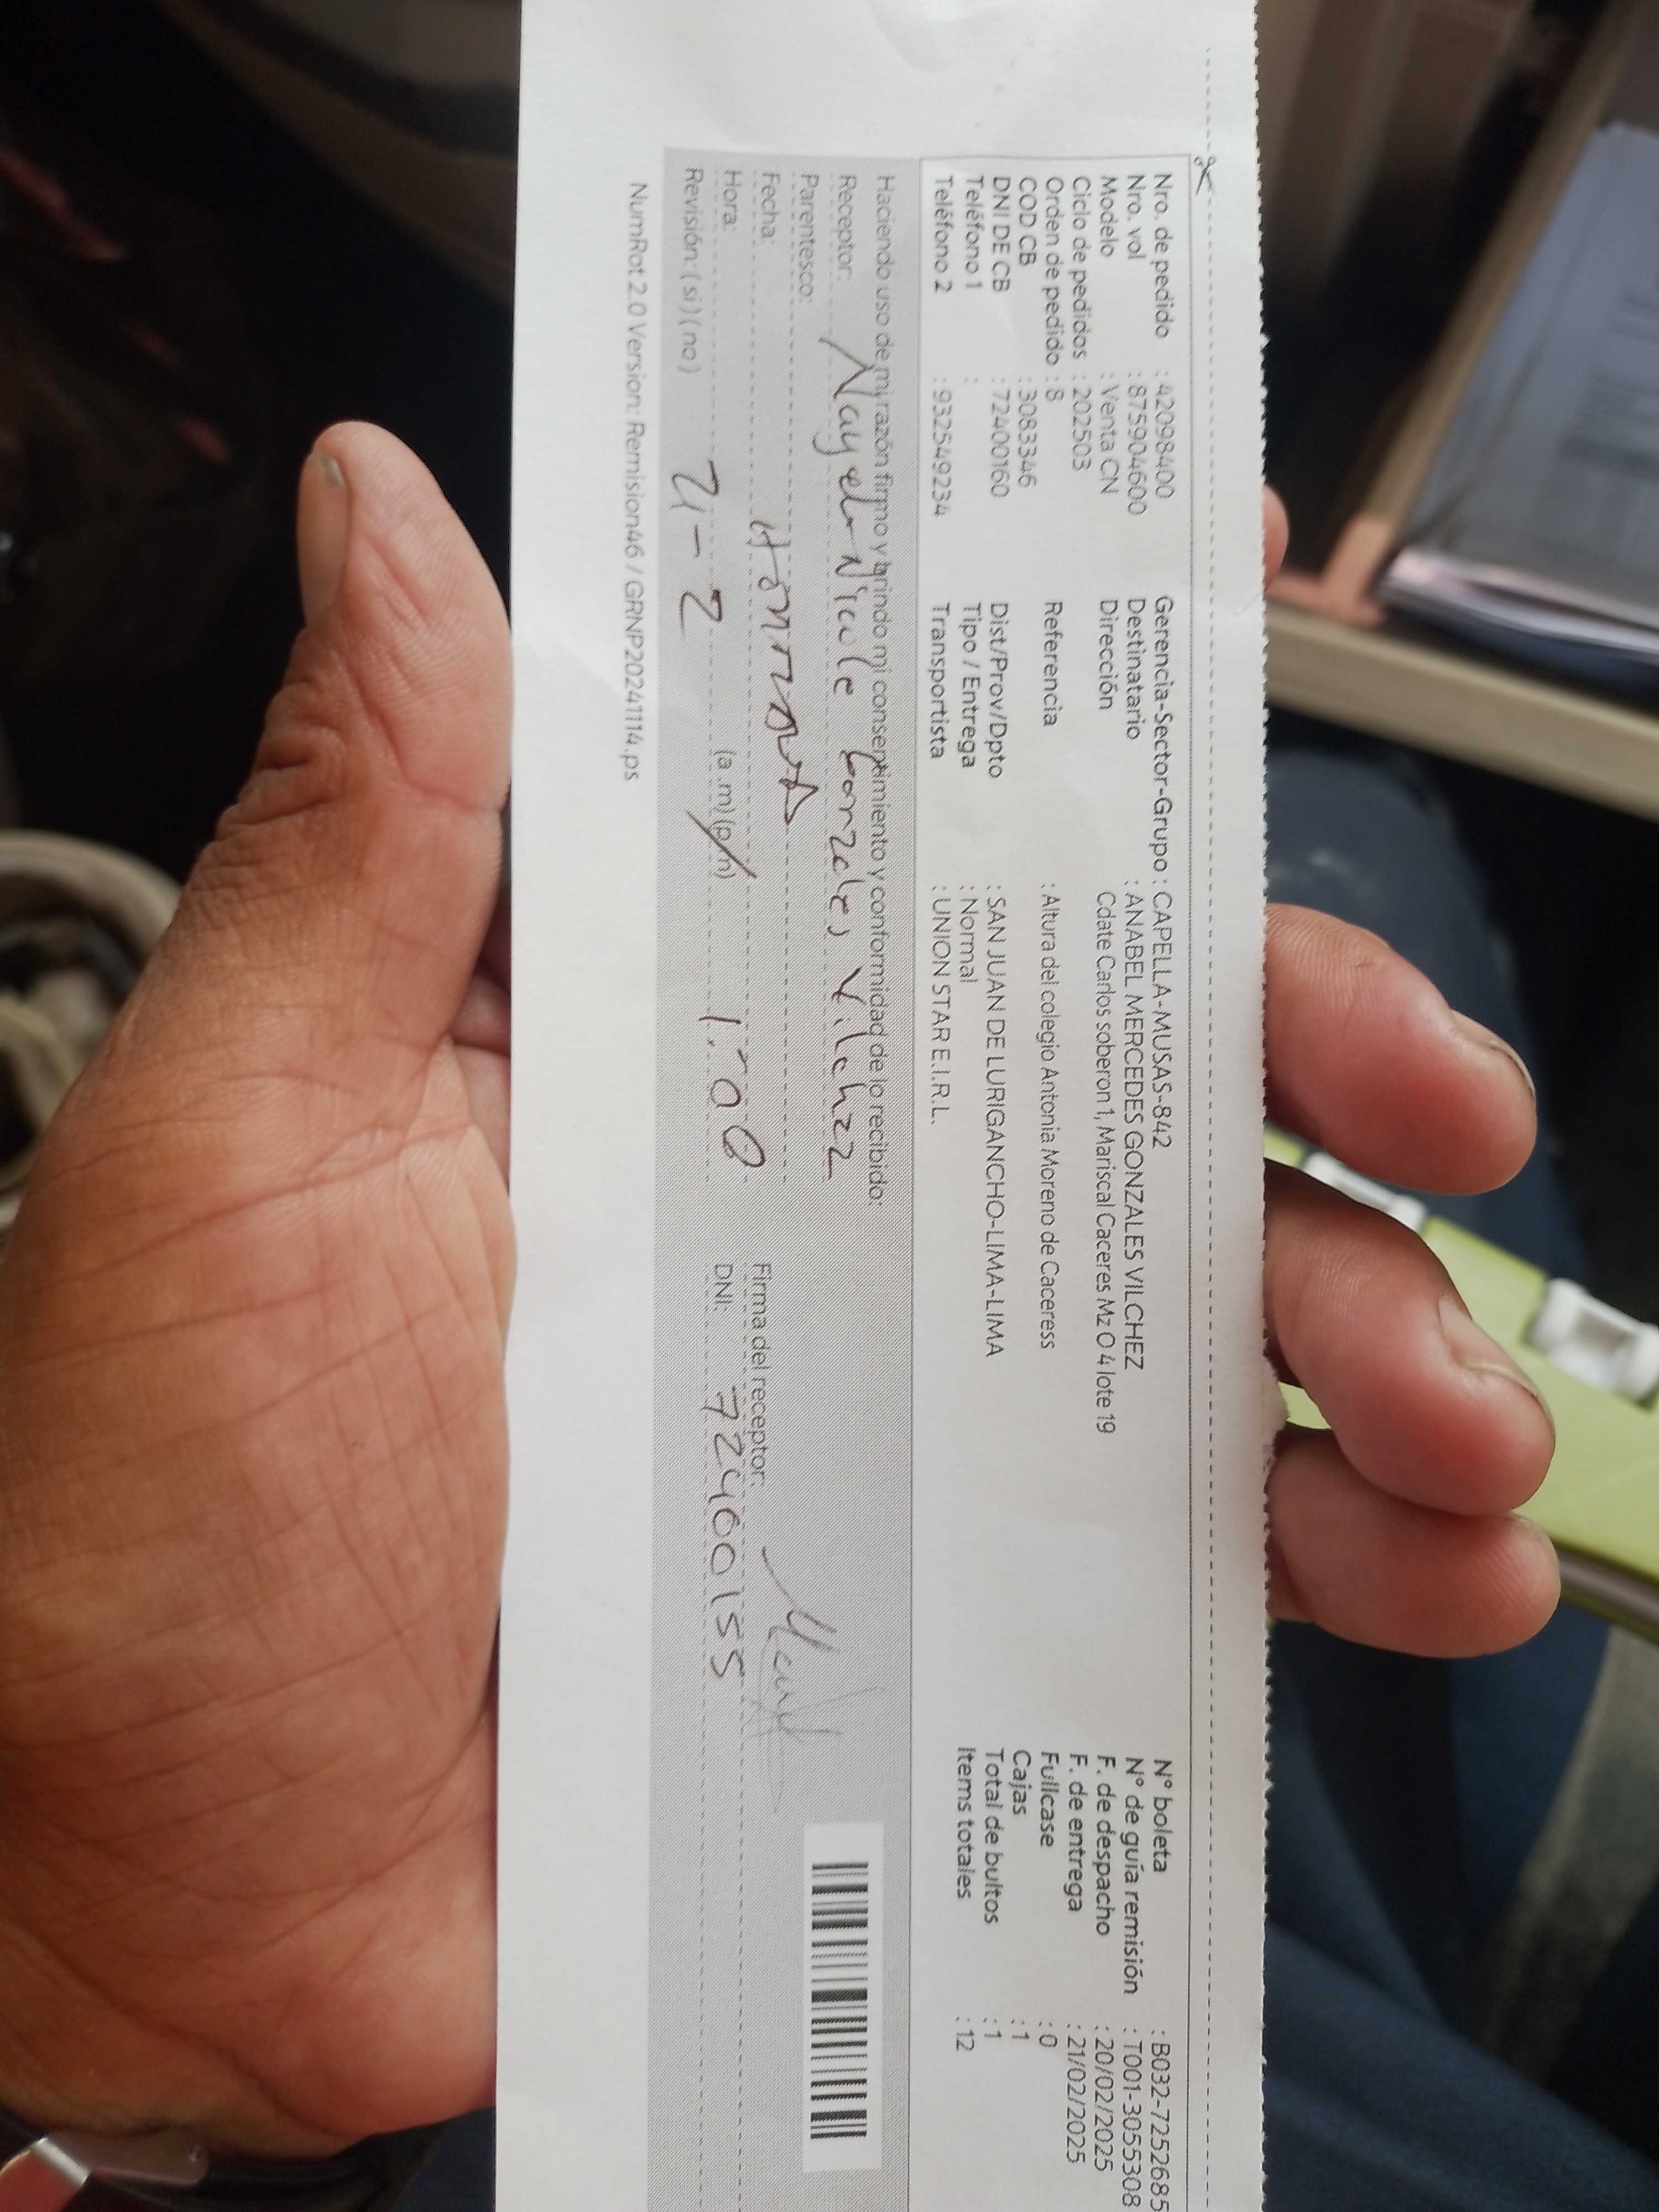 Nro. de pedido : 42098400
Nro. vol : 875904600
Modelo : Venta CN
Ciclo de pedidos : 202503
Orden de pedido : 8
COD CB : 3083346
DNI DE CB : 72400160
Teléfono 1 :
Teléfono 2 : 932549234
Gerencia-Sector-Grupo : CAPELLA-MUSAS-842
Destinatario : ANABEL MERCEDES GONZALES VILCHEZ
Dirección Cdate Carlos soberon 1, Mariscal Caceres Mz O 4 lote 19
Referencia : Altura del colegio Antonia Moreno de Caceress
Dist/Prov/Dpto : SAN JUAN DE LURIGANCHO-LIMA-LIMA
Tipo / Entrega : Normal
Transportista : UNION STAR E.I.R.L.
N° boleta : B032-7252685
N° de guía remisión : T001-3055308
F. de despacho : 20/02/2025
F. de entrega : 21/02/2025
Fullcase : 0
Cajas : 1
Total de bultos : 1
Items totales : 12
Haciendo uso de mi razón firmo y brindo mi consentimiento y conformidad de lo recibido:
Receptor: Nicole Gonzales Vilchez
Parentesco:
Fecha:
Hora: (a.m)(p.m)
Revisión: (si)(no)
Firma del receptor:
DNI: 72400155
NumRot 2.0 Version: Remision46 / GRNP20241114.ps